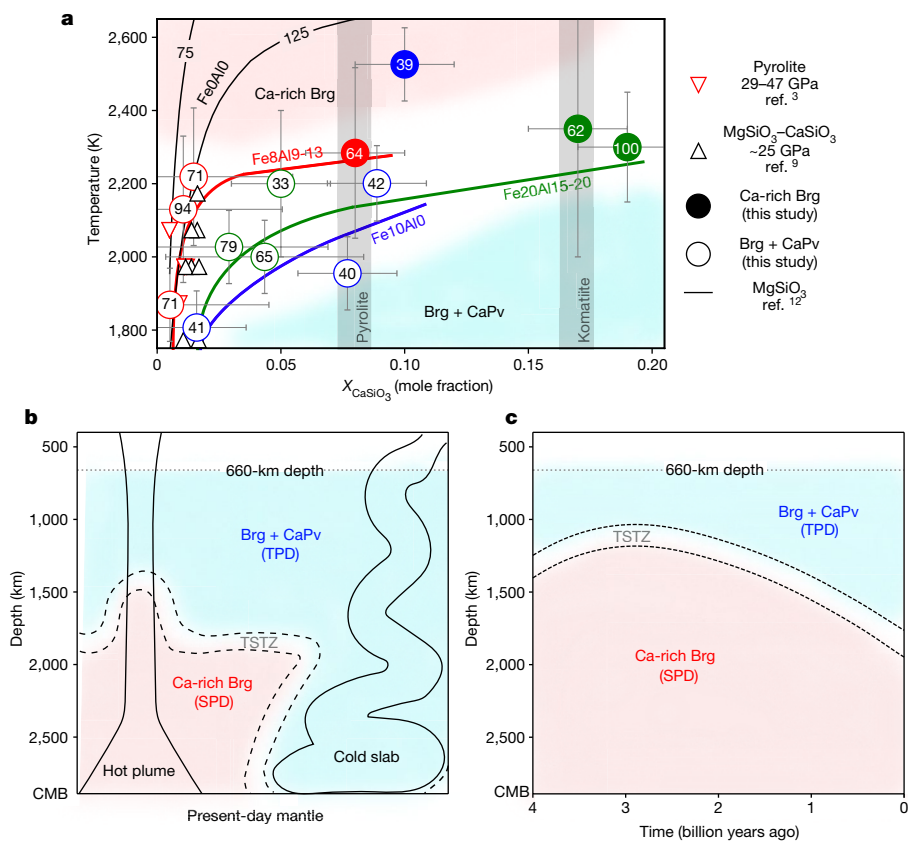 a
2,600
2,400
2,200
2,000
1,800
Temperature (K)
75
Fe0Al0
125
Ca-rich Brg
39
62
100
64
Fe8Al9-13
71
33
42
94
Fe20Al15-20
Fe10Al0
79
65
40
71
41
Brg + CaPv
Pyrolite
Komatiite
0
0.05
0.10
0.15
0.20
XCaSiO3 (mole fraction)
Pyrolite
29–47 GPa
ref. 3
MgSiO3–CaSiO3
~25 GPa
ref. 9
Ca-rich Brg
(this study)
Brg + CaPv
(this study)
MgSiO3
ref. 12
b
500
1,000
1,500
2,000
2,500
CMB
Depth (km)
660-km depth
Brg + CaPv
(TPD)
TSTZ
Ca-rich Brg
(SPD)
Hot plume
Cold slab
Present-day mantle
c
500
1,000
1,500
2,000
2,500
CMB
Depth (km)
660-km depth
Brg + CaPv
(TPD)
TSTZ
Ca-rich Brg
(SPD)
4
3
2
1
0
Time (billion years ago)